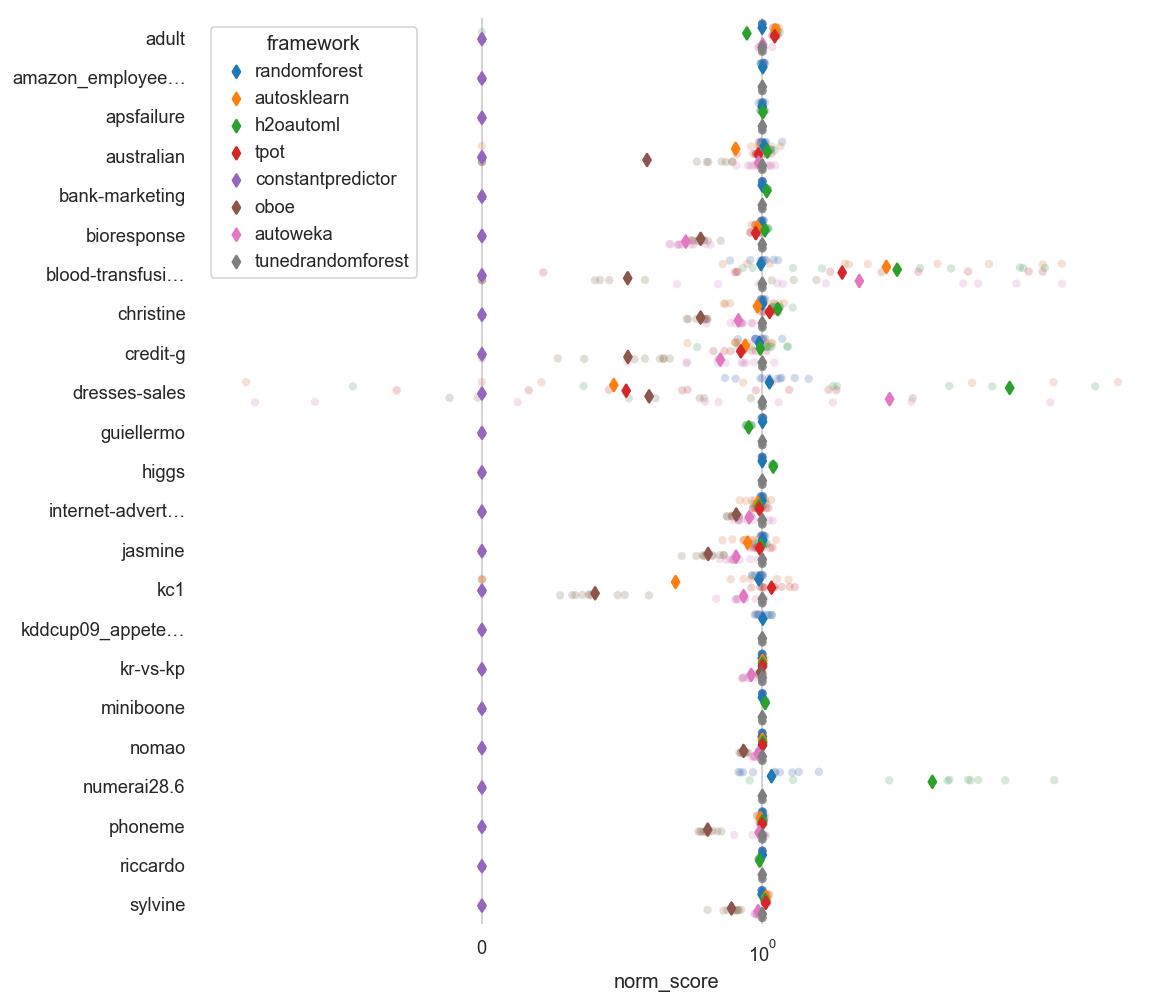 adult
amazon_employee…
apsfailure
australian
bank-marketing
bioresponse
blood-transfusi…
christine
credit-g
dresses-sales
guiellermo
higgs
internet-advert…
jasmine
kc1
kddcup09_appete…
kr-vs-kp
miniboone
nomao
numerai28.6
phoneme
riccardo
sylvine
framework
randomforest
autosklearn
h2oautoml
tpot
constantpredictor
oboe
autoweka
tunedrandomforest
0
10⁰
norm_score